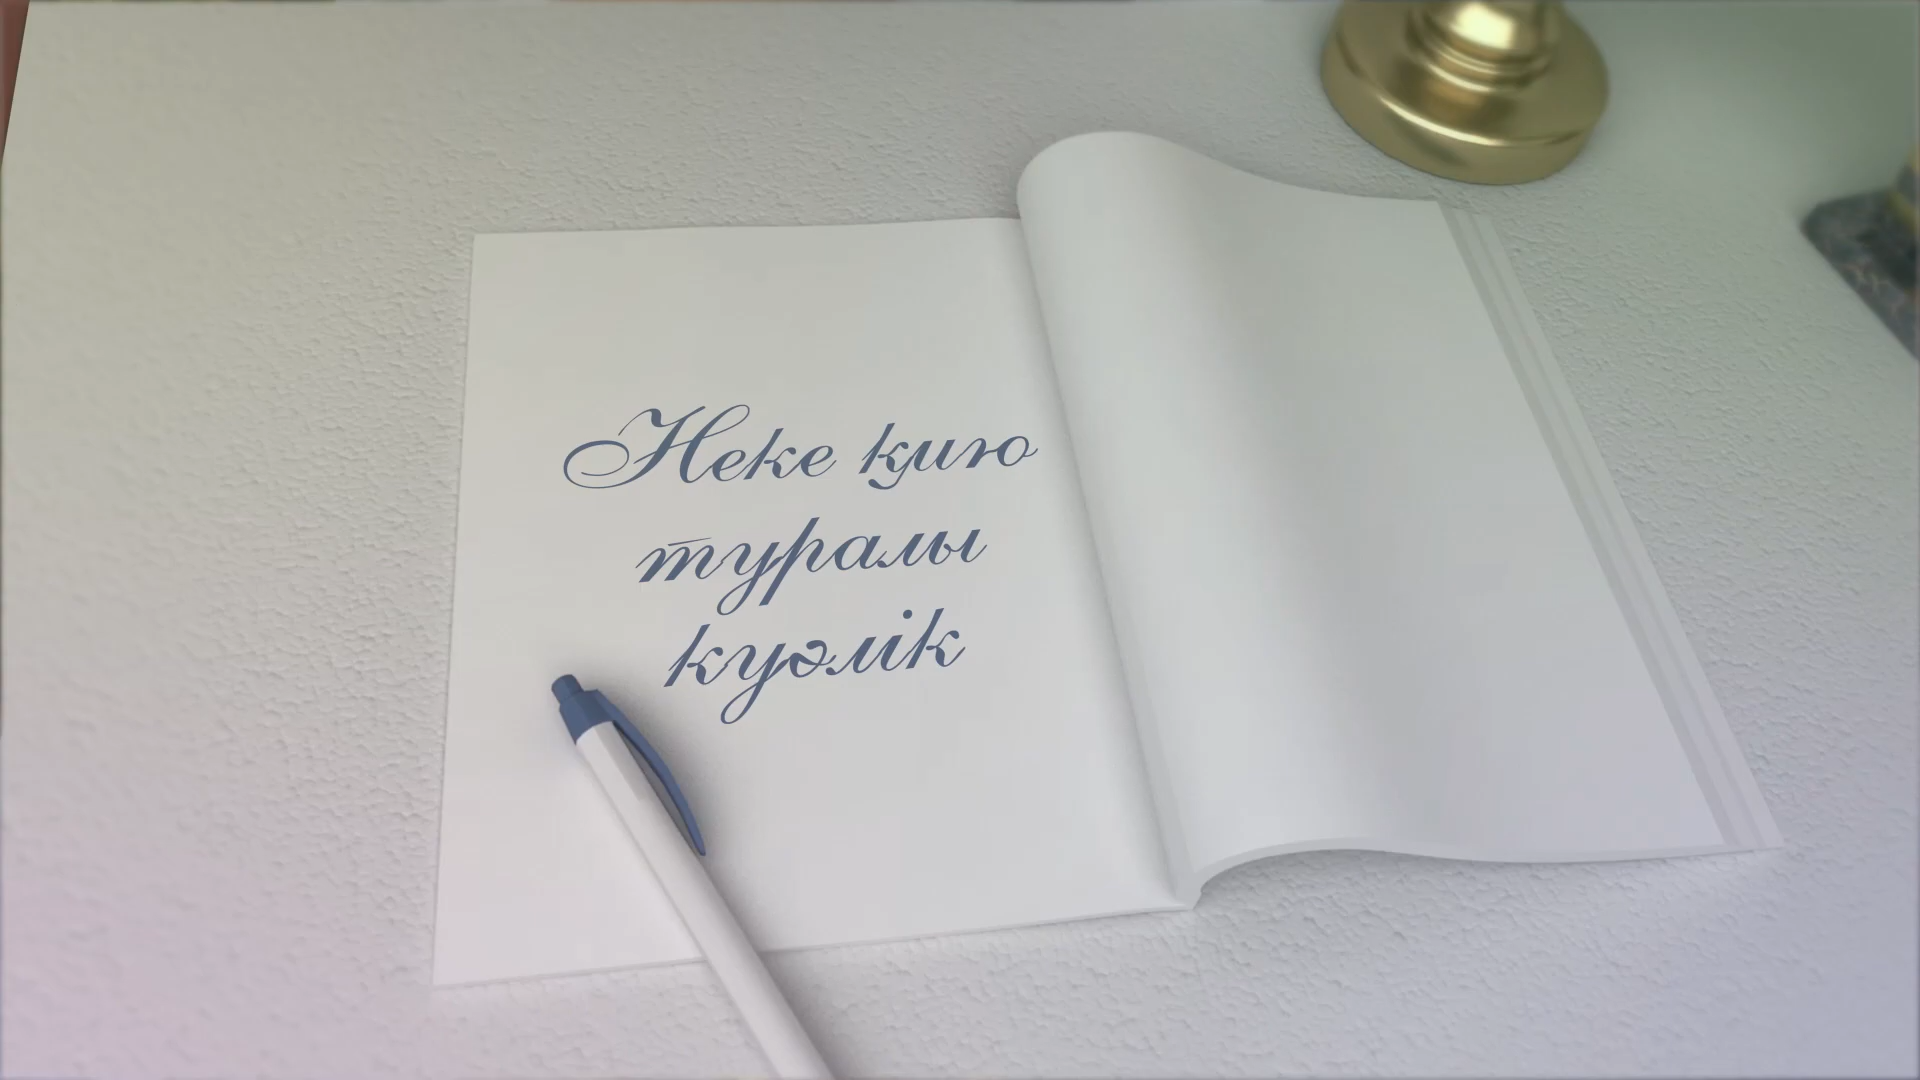 Неке қию
туралы
куәлік